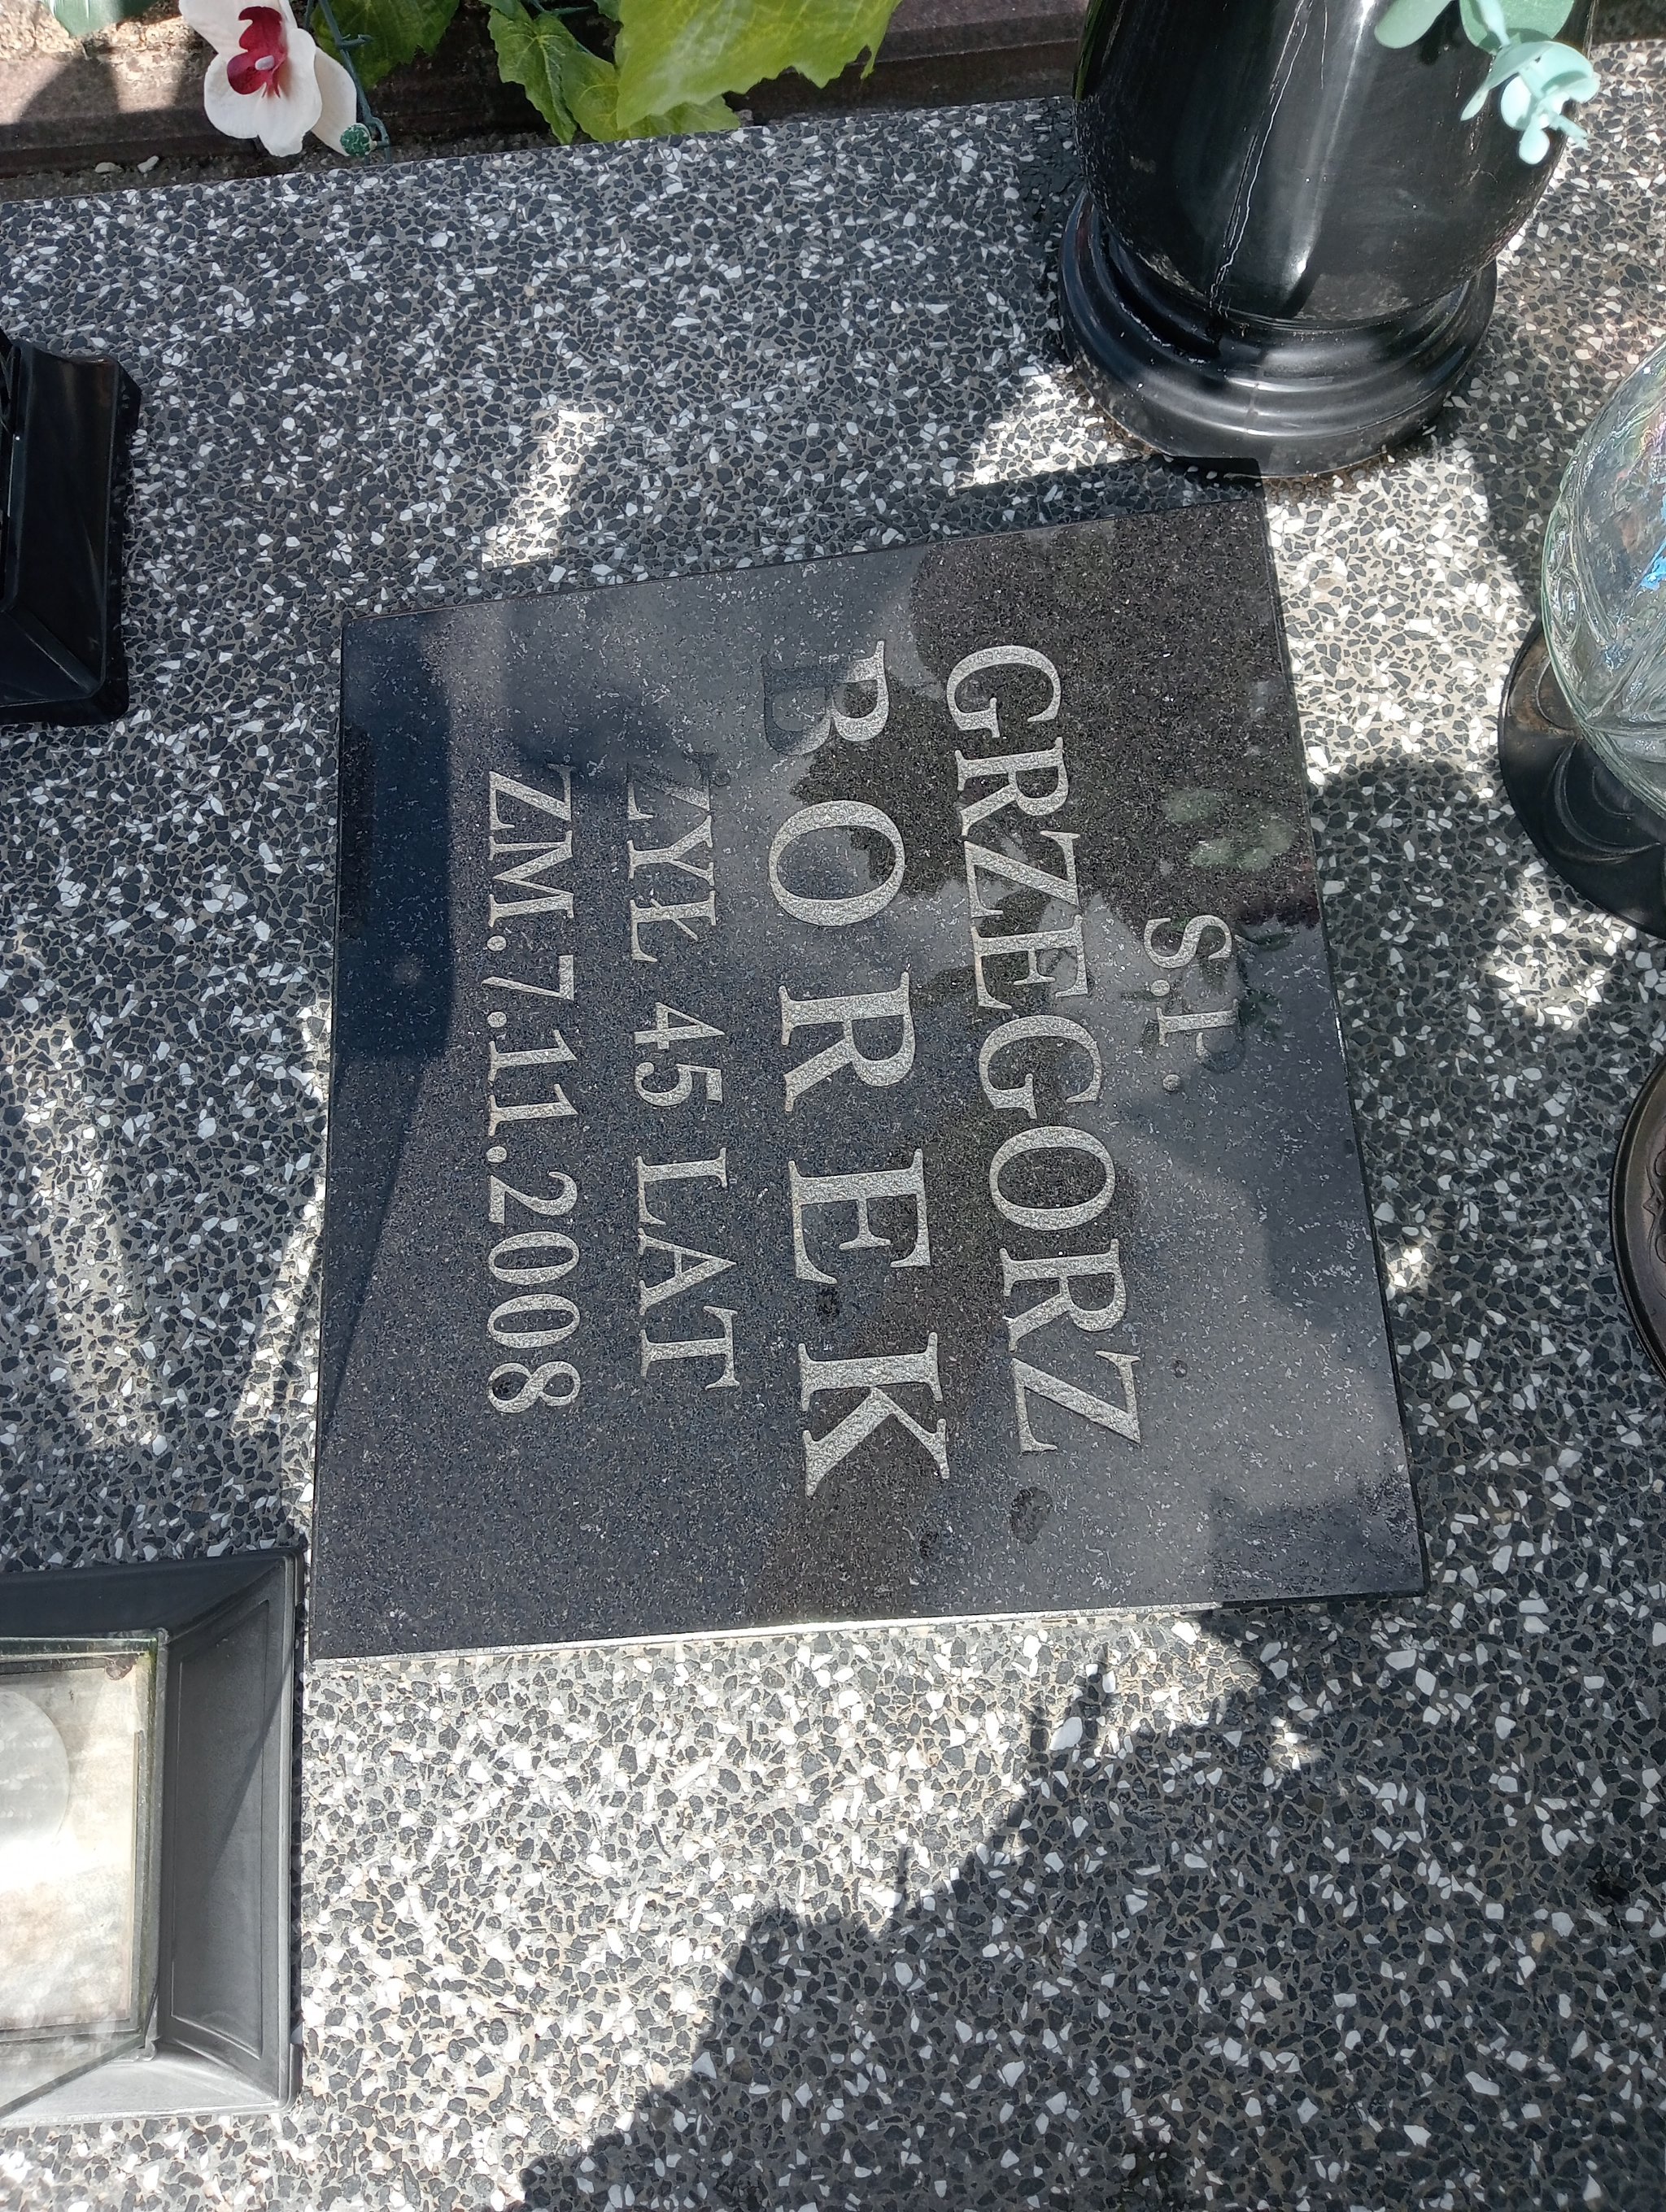 S.P.
GRZEGORZ
BOREK
ŻYŁ 45 LAT
ZM.7.11.2008